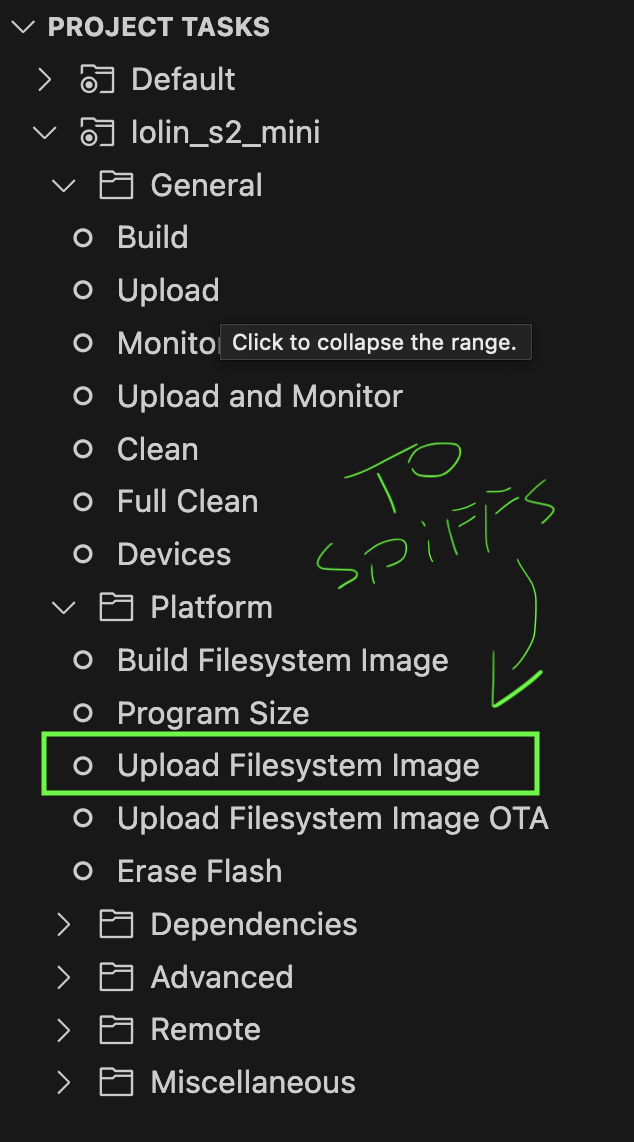 PROJECT TASKS
Default
lolin_s2_mini
General
Build
Upload
Monitor
Click to collapse the range.
Upload and Monitor
Clean
TO
Full Clean
SPiFFS
Devices
Platform
Build Filesystem Image
Program Size
Upload Filesystem Image
Upload Filesystem Image OTA
Erase Flash
Dependencies
Advanced
Remote
Miscellaneous